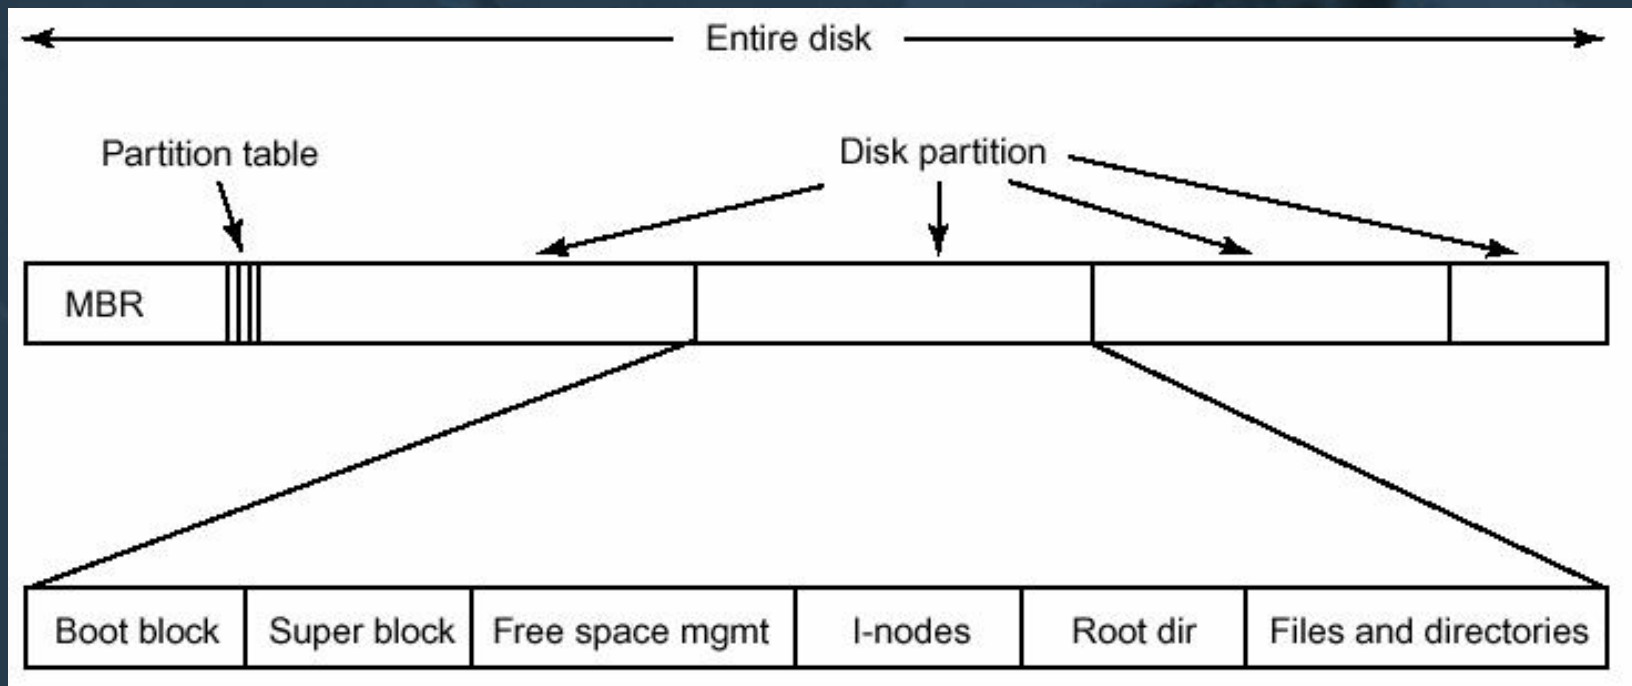 Entire disk
Partition table
Disk partition
MBR
Boot block
Super block
Free space mgmt
I-nodes
Root dir
Files and directories